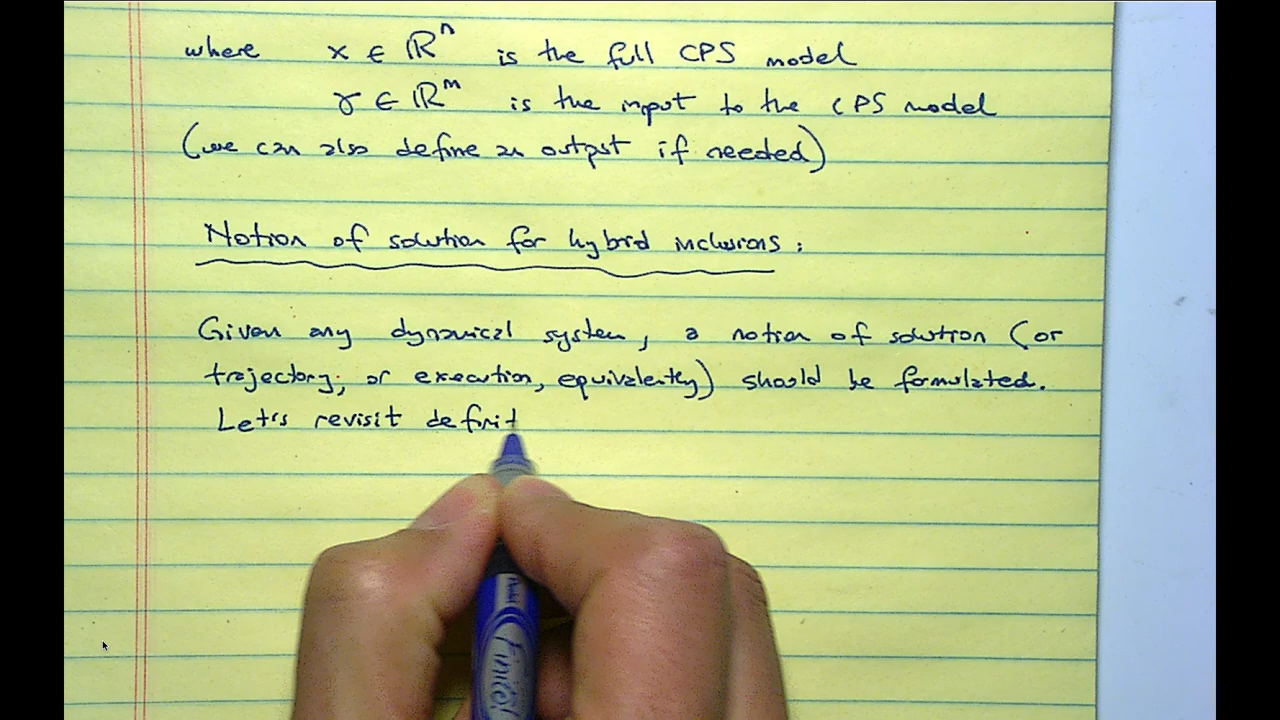 where x ∈ ℝⁿ is the full CPS model
γ ∈ ℝᵐ is the input to the CPS model
(we can also define an output if needed)
Notion of solution for hybrid inclusions :
Given any dynamical system, a notion of solution (or
trajectory, or execution, equivalently) should be formulated.
Let's revisit definit
Finito!